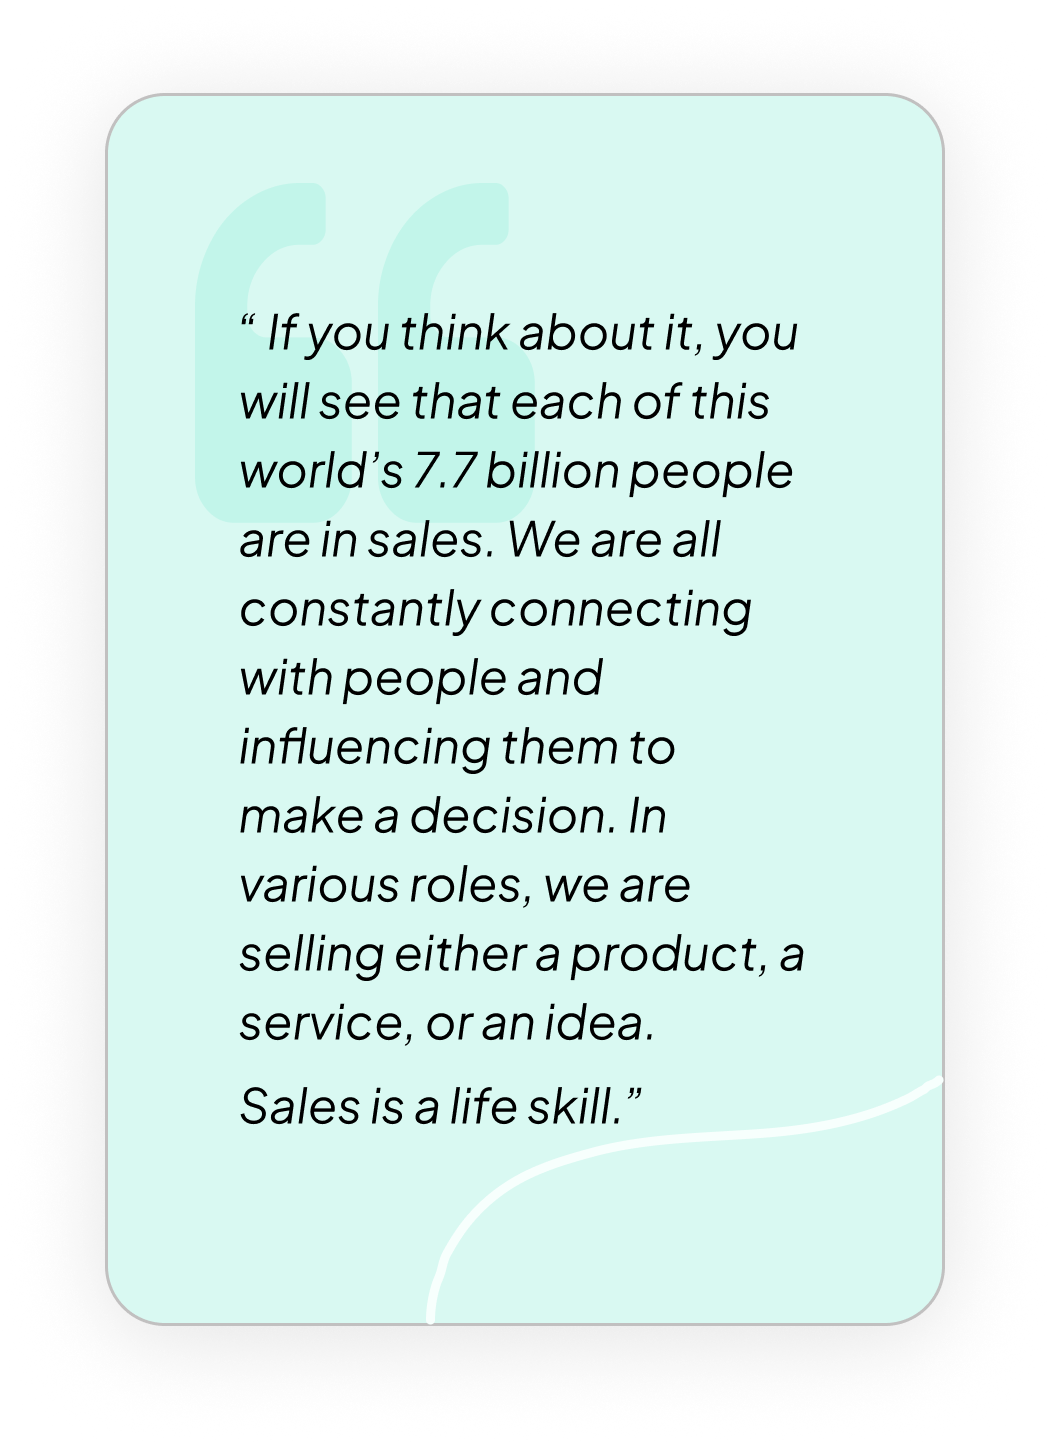 “ If you think about it, you
will see that each of this
world’s 7.7 billion people
are in sales. We are all
constantly connecting
with people and
influencing them to
make a decision. In
various roles, we are
selling either a product, a
service, or an idea.
Sales is a life skill.”